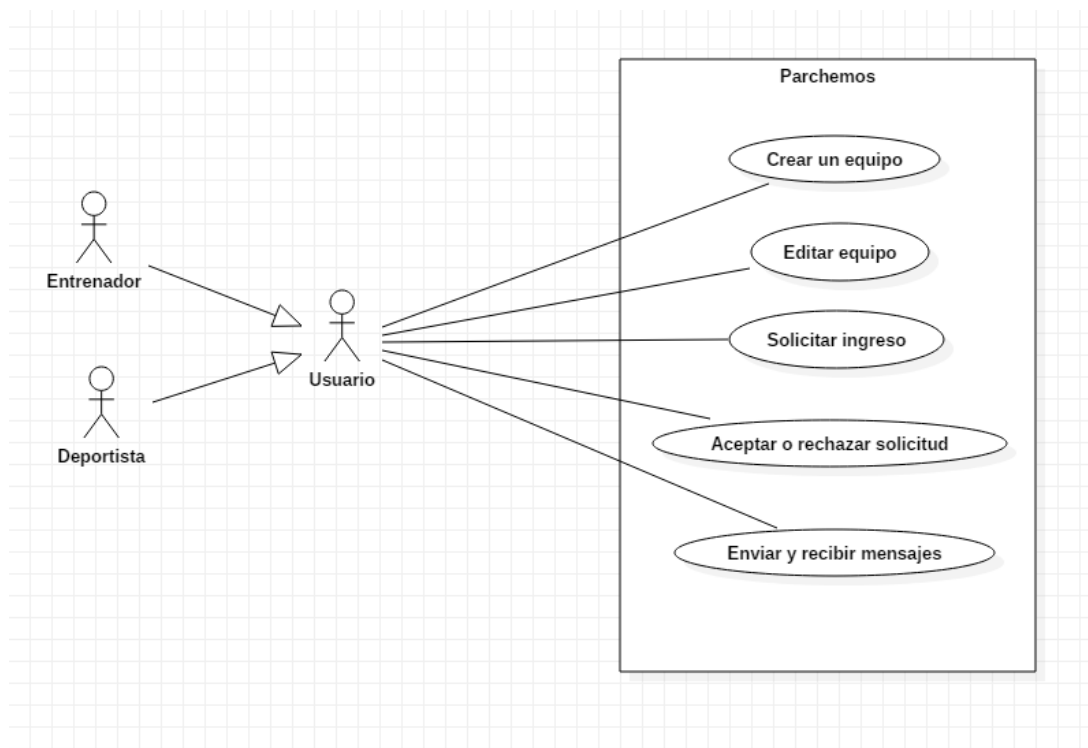 Parchemos
Crear un equipo
Editar equipo
Solicitar ingreso
Aceptar o rechazar solicitud
Enviar y recibir mensajes
Entrenador
Usuario
Deportista